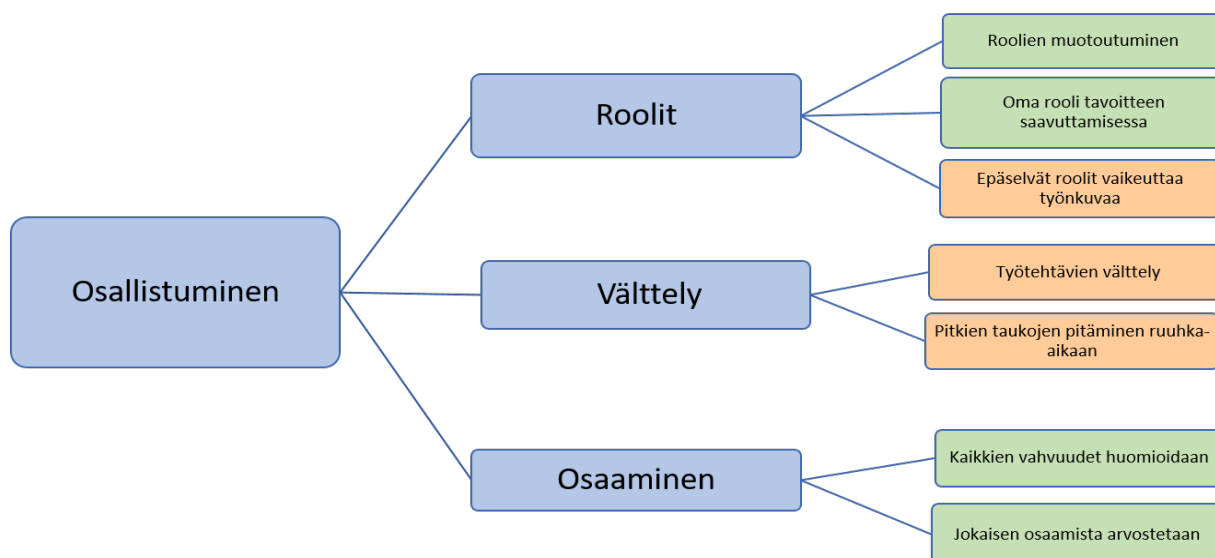 Osallistuminen
Roolit
Roolien muotoutuminen
Oma rooli tavoitteen
saavuttamisessa
Epäselvät roolit vaikeuttaa
työnkuvaa
Välttely
Työtehtävien välttely
Pitkien taukojen pitäminen ruuhka-
aikaan
Osaaminen
Kaikkien vahvuudet huomioidaan
Jokaisen osaamista arvostetaan